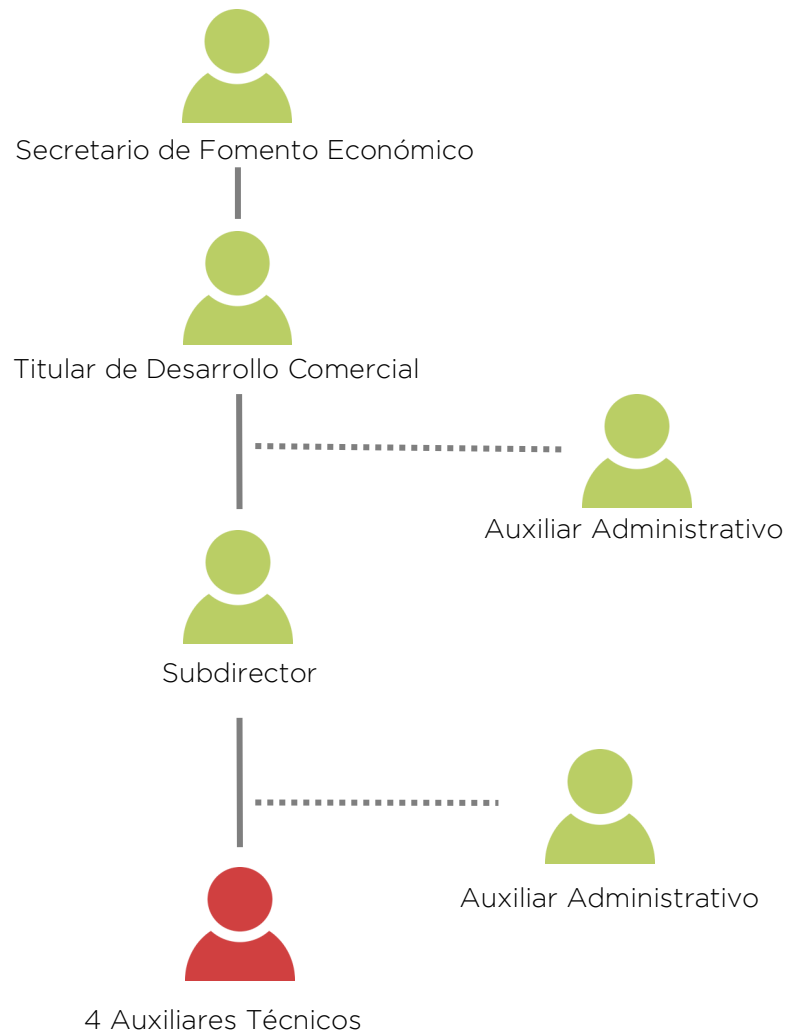 Secretario de Fomento Económico
Titular de Desarrollo Comercial
Auxiliar Administrativo
Subdirector
Auxiliar Administrativo
4 Auxiliares Técnicos